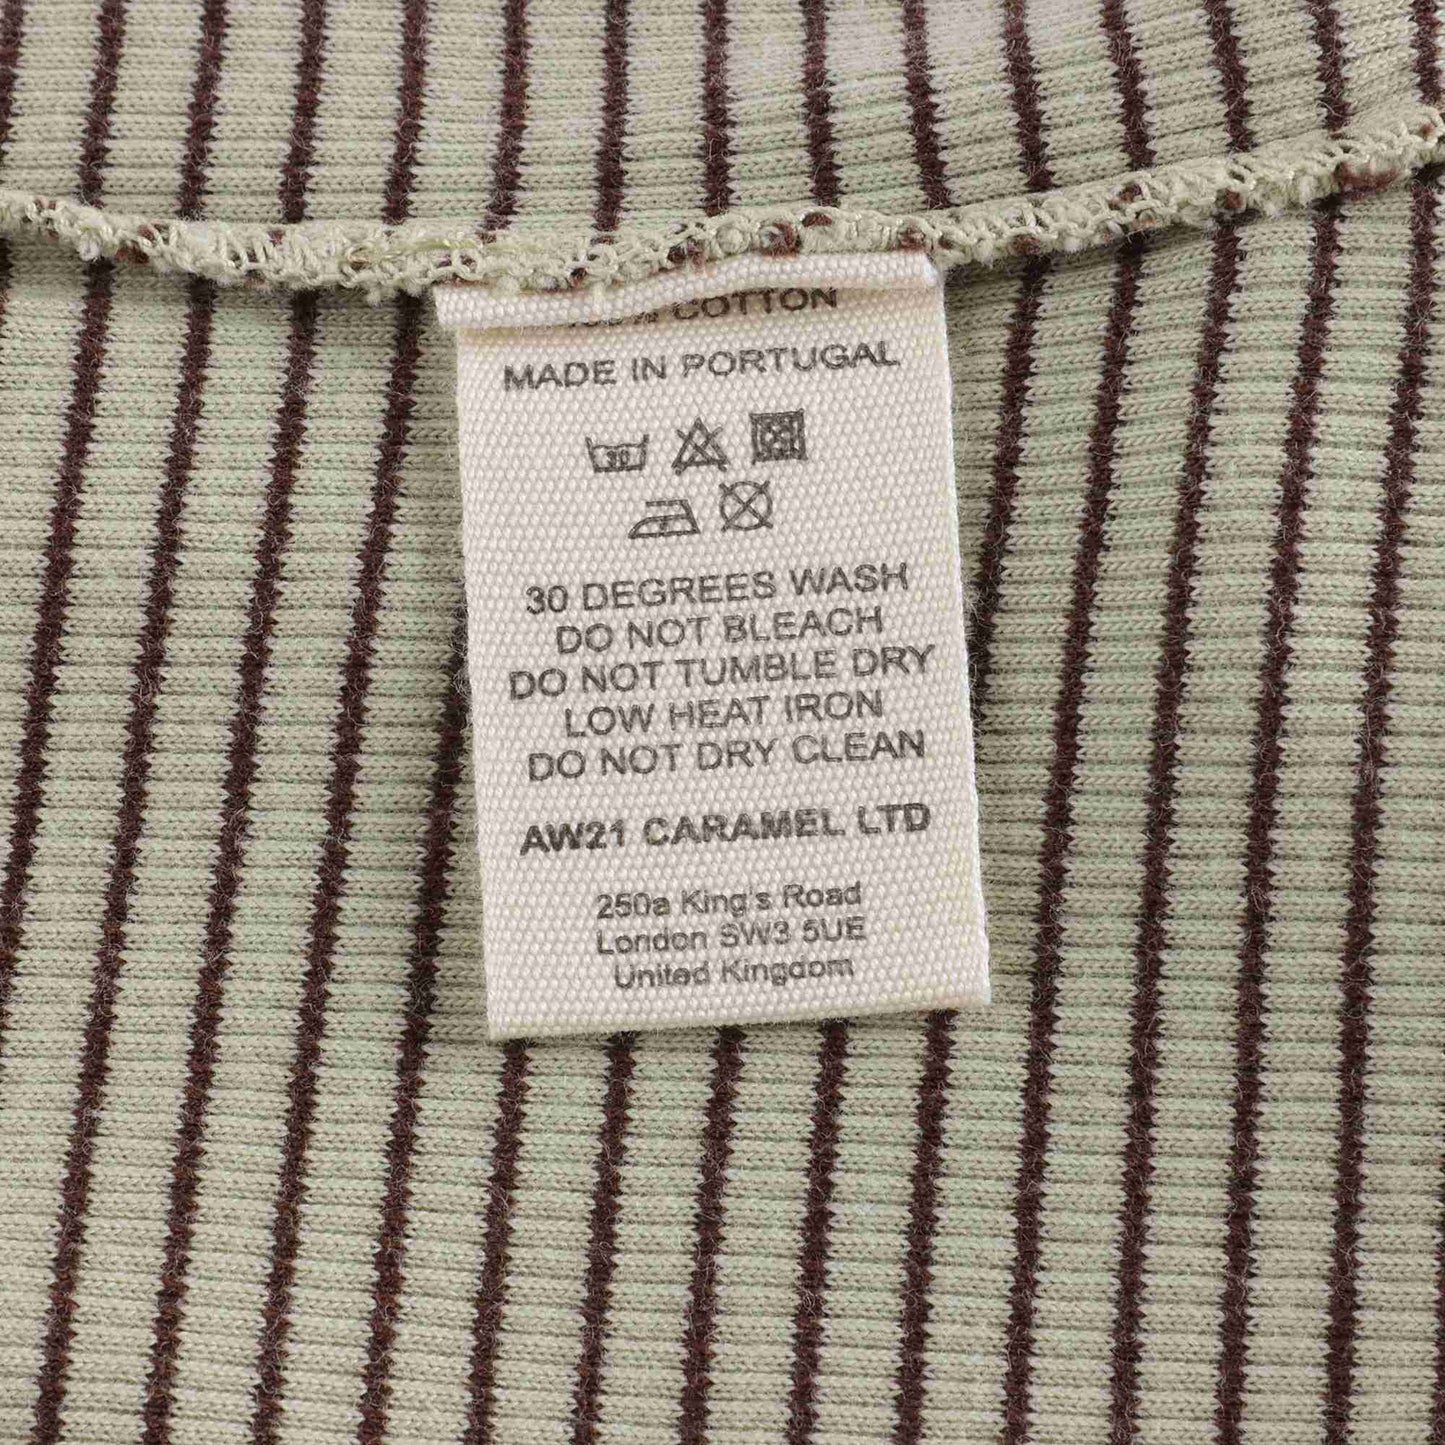 100% COTTON
MADE IN PORTUGAL
30
30 DEGREES WASH
DO NOT BLEACH
DO NOT TUMBLE DRY
LOW HEAT IRON
DO NOT DRY CLEAN
AW21 CARAMEL LTD
250a King's Road
London SW3 5UE
United Kingdom